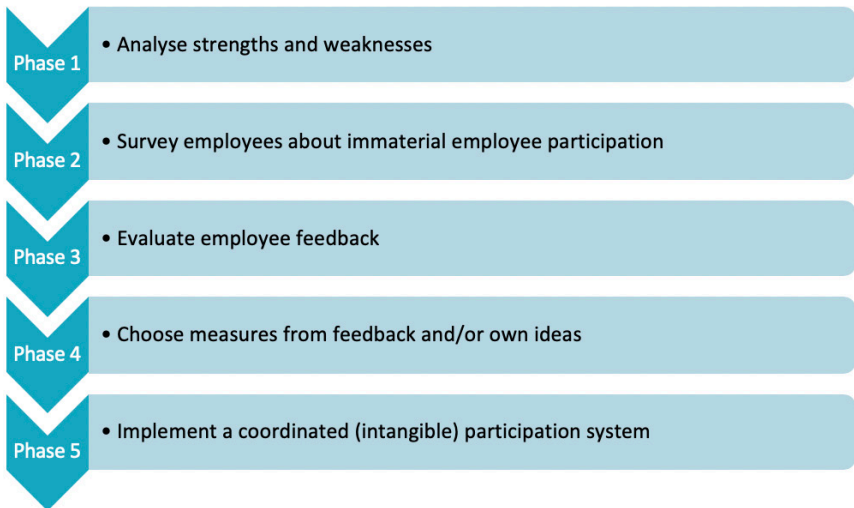 Phase 1
• Analyse strengths and weaknesses
Phase 2
• Survey employees about immaterial employee participation
Phase 3
• Evaluate employee feedback
Phase 4
• Choose measures from feedback and/or own ideas
Phase 5
• Implement a coordinated (intangible) participation system